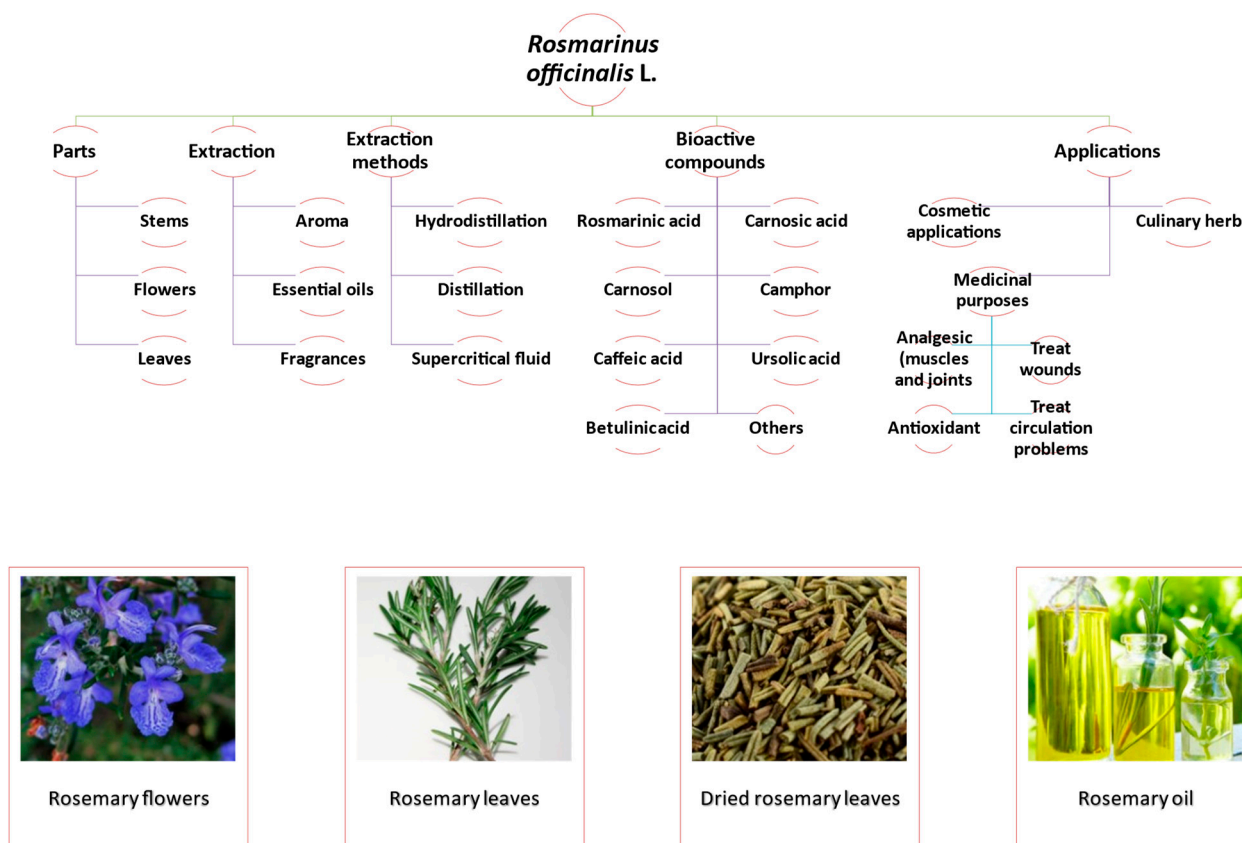 Rosmarinus
officinalis L.
Parts
Extraction
Extraction
methods
Bioactive
compounds
Applications
Stems
Flowers
Leaves
Aroma
Essential oils
Fragrances
Hydrodistillation
Distillation
Supercritical fluid
Rosmarinic acid
Carnosic acid
Carnosol
Camphor
Caffeic acid
Ursolic acid
Betulinic acid
Others
Cosmetic
applications
Culinary herb
Medicinal
purposes
Analgesic
(muscles
and joints
Treat
wounds
Antioxidant
Treat
circulation
problems
Rosemary flowers
Rosemary leaves
Dried rosemary leaves
Rosemary oil